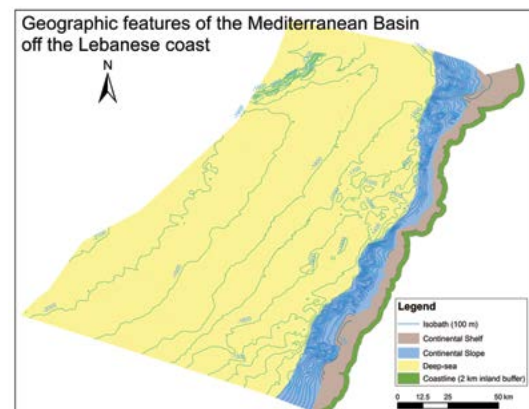 Geographic features of the Mediterranean Basin
off the Lebanese coast
N
Legend
Isobath (100 m)
Continental Shelf
Continental Slope
Deep-sea
Coastline (2 km inland buffer)
0 12.5 25 50 km